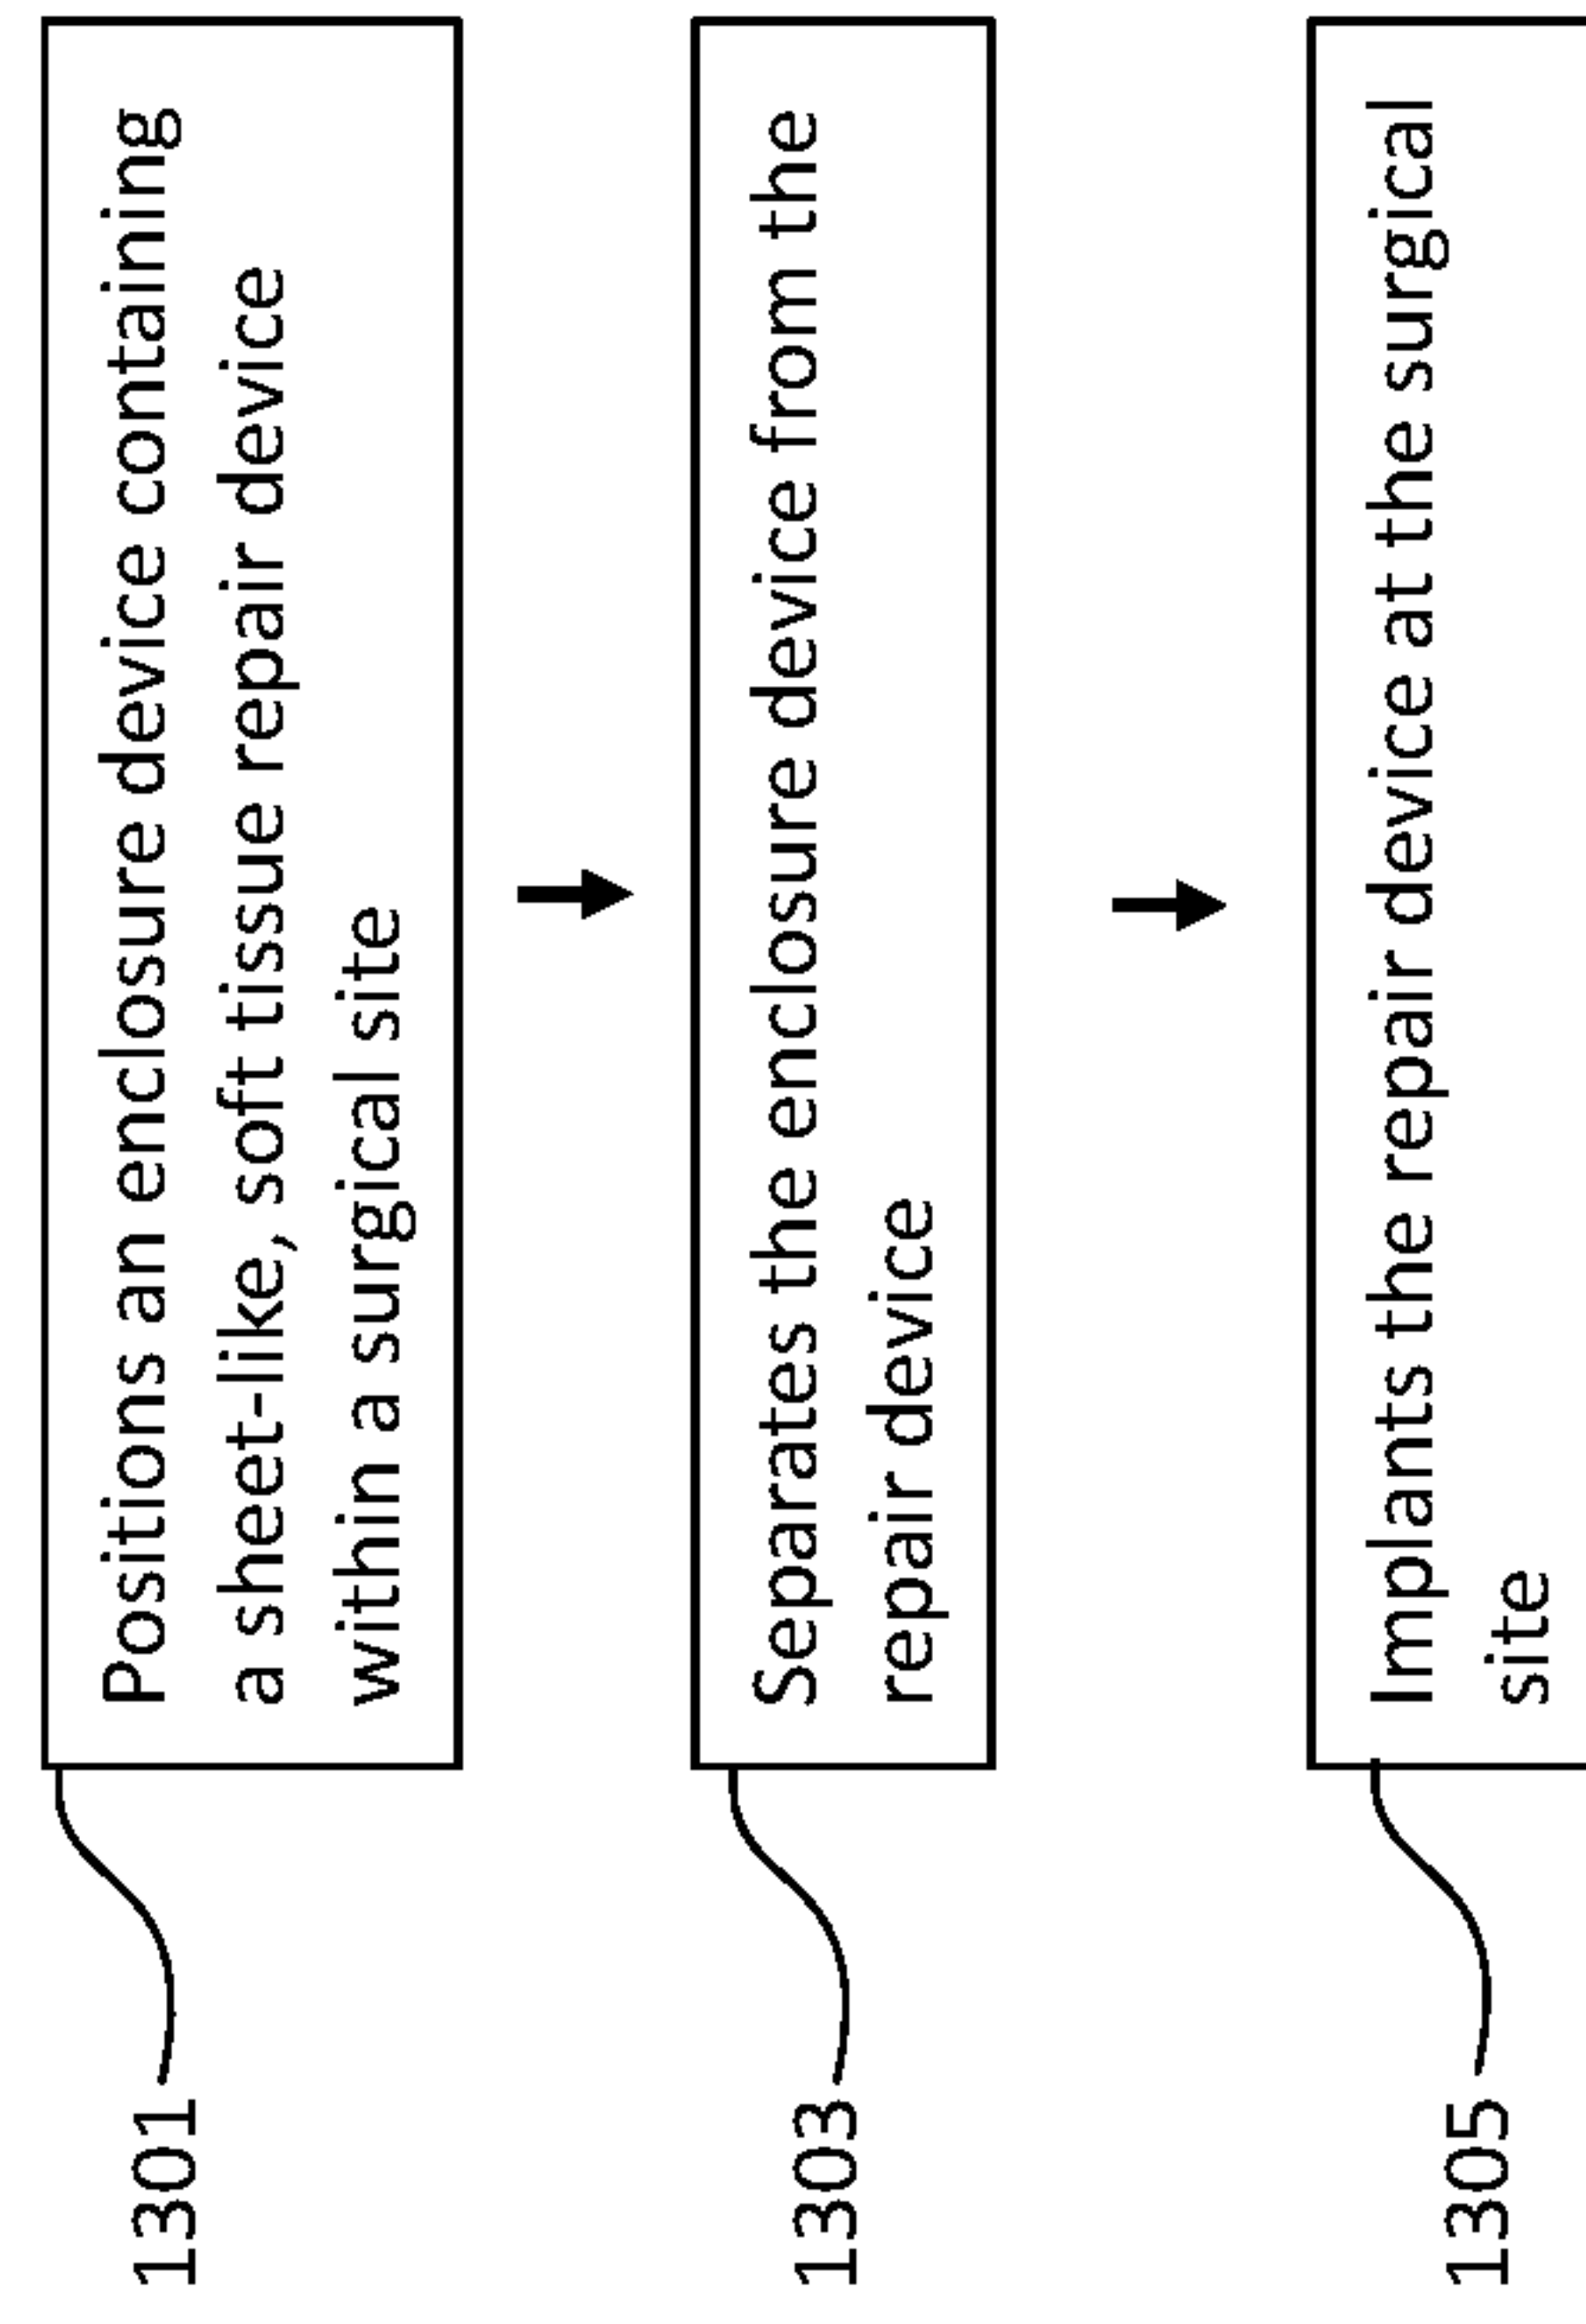 1301
Positions an enclosure device containing
a sheet-like, soft tissue repair device
within a surgical site
1303
Separates the enclosure device from the
repair device
1305
Implants the repair device at the surgical
site